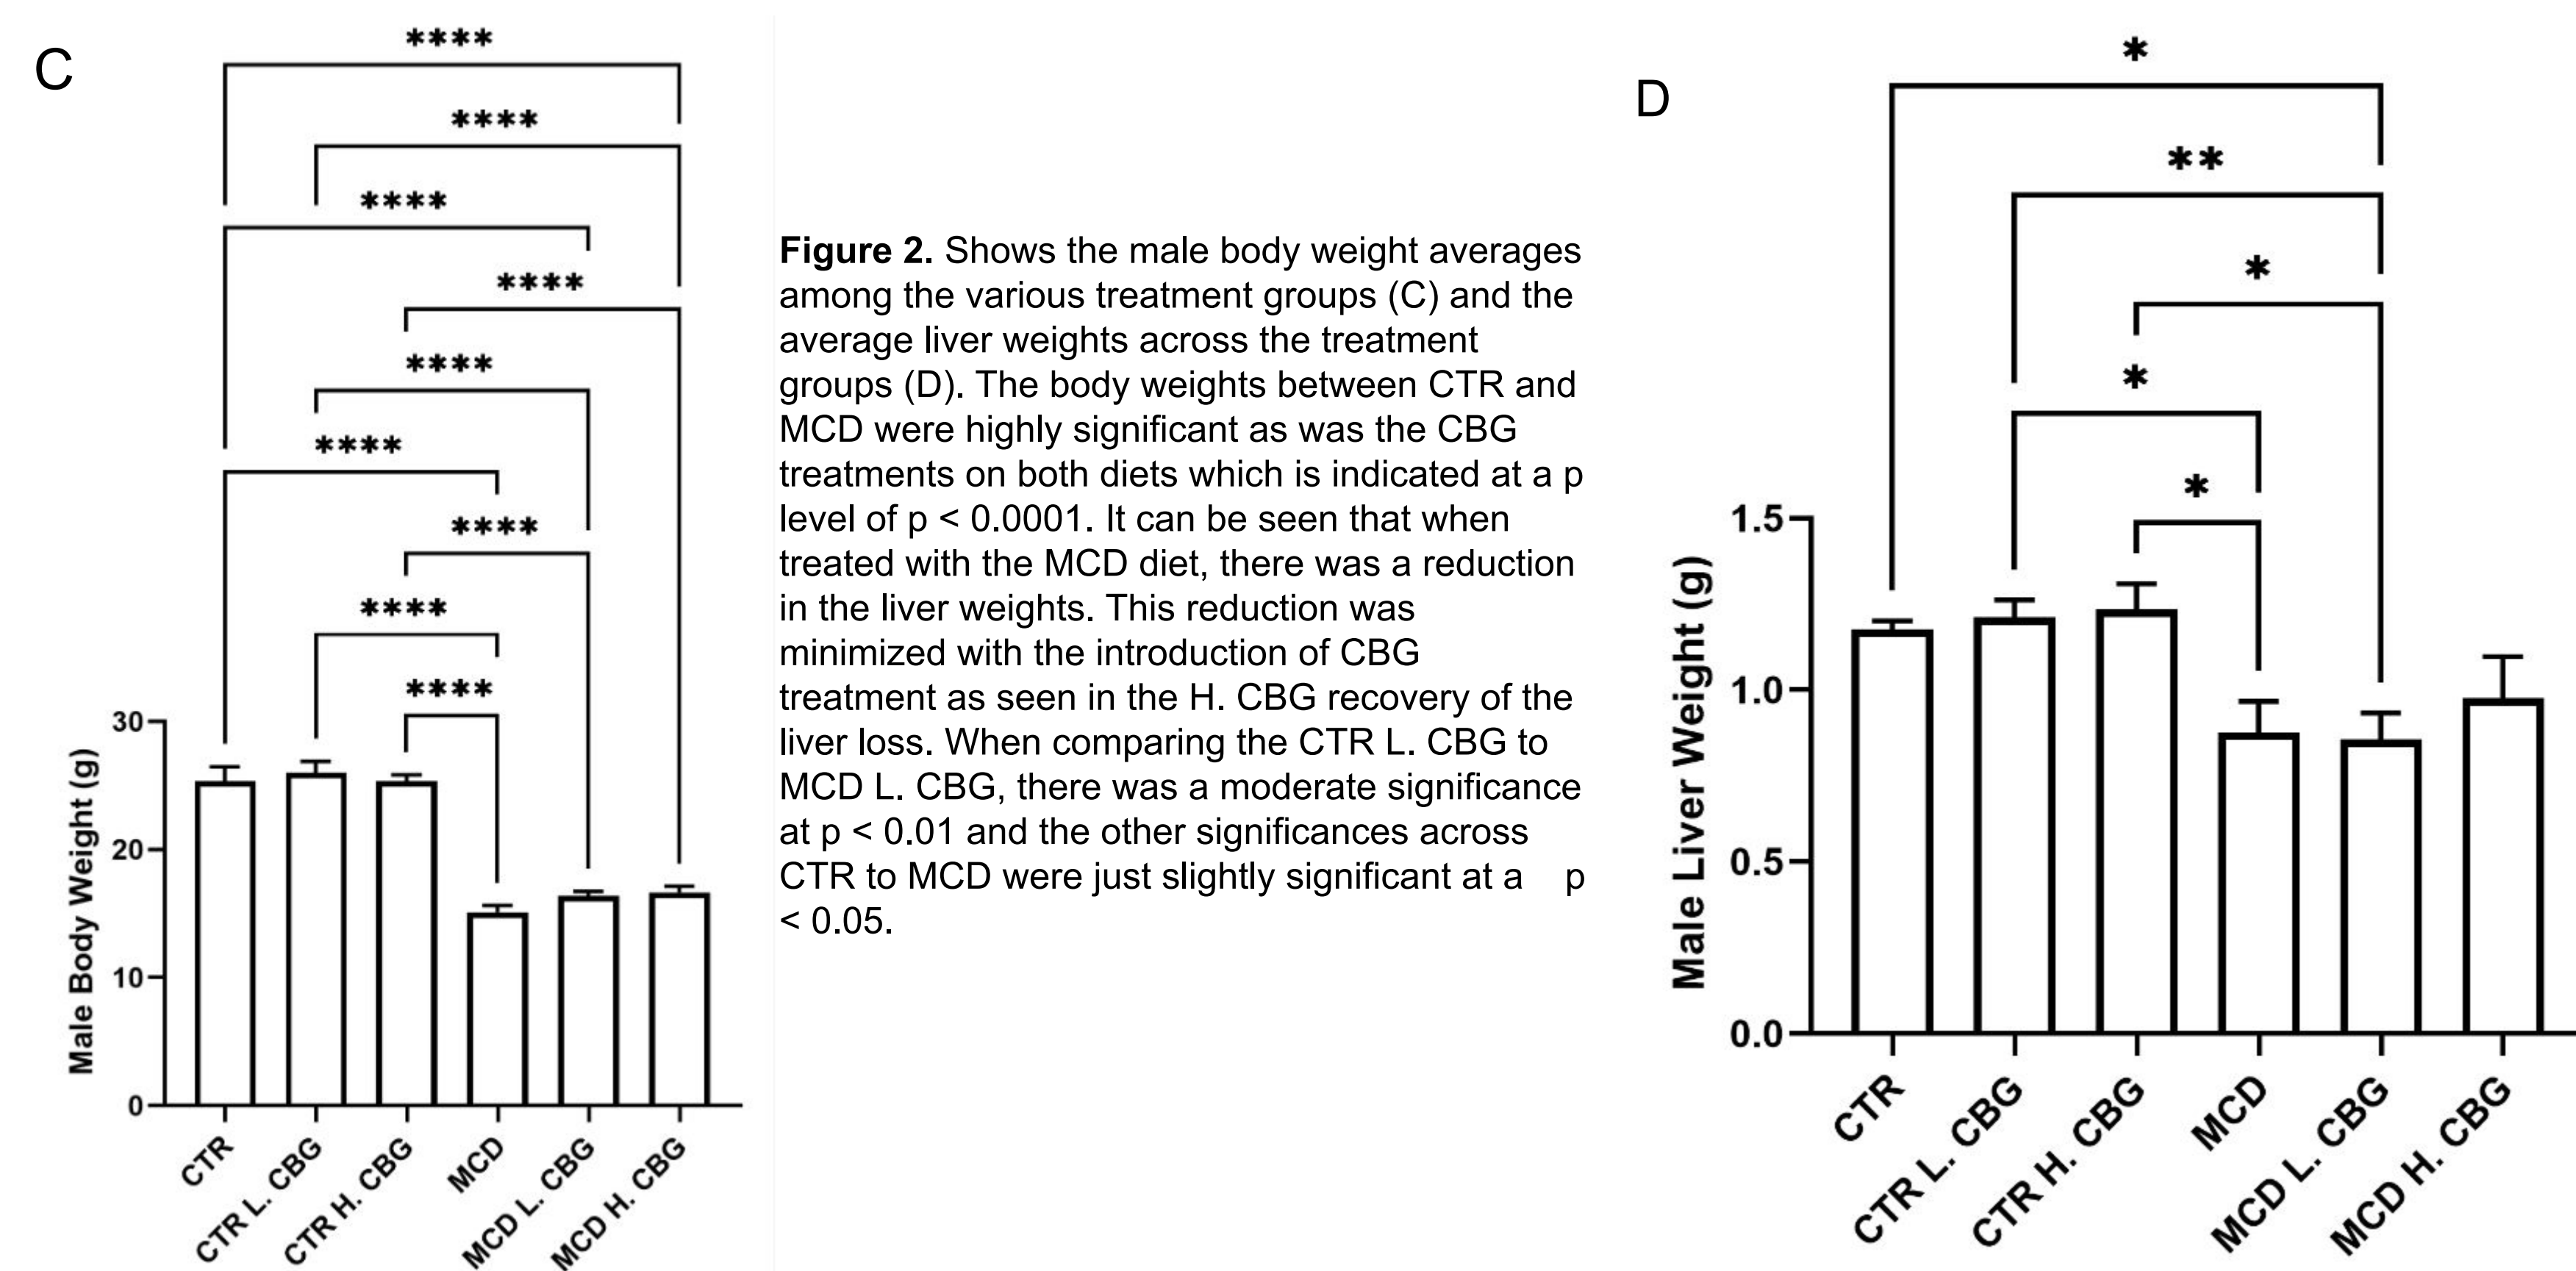 C
****
****
****
****
****
****
****
****
****
30
20
10
0
Male Body Weight (g)
CTR
CTR L. CBG
CTR H. CBG
MCD
MCD L. CBG
MCD H. CBG
Figure 2. Shows the male body weight averages
among the various treatment groups (C) and the
average liver weights across the treatment
groups (D). The body weights between CTR and
MCD were highly significant as was the CBG
treatments on both diets which is indicated at a p
level of p < 0.0001. It can be seen that when
treated with the MCD diet, there was a reduction
in the liver weights. This reduction was
minimized with the introduction of CBG
treatment as seen in the H. CBG recovery of the
liver loss. When comparing the CTR L. CBG to
MCD L. CBG, there was a moderate significance
at p < 0.01 and the other significances across
CTR to MCD were just slightly significant at a p
< 0.05.
D
*
**
*
*
*
1.5
1.0
0.5
0.0
Male Liver Weight (g)
CTR
CTR L. CBG
CTR H. CBG
MCD
MCD L. CBG
MCD H. CBG